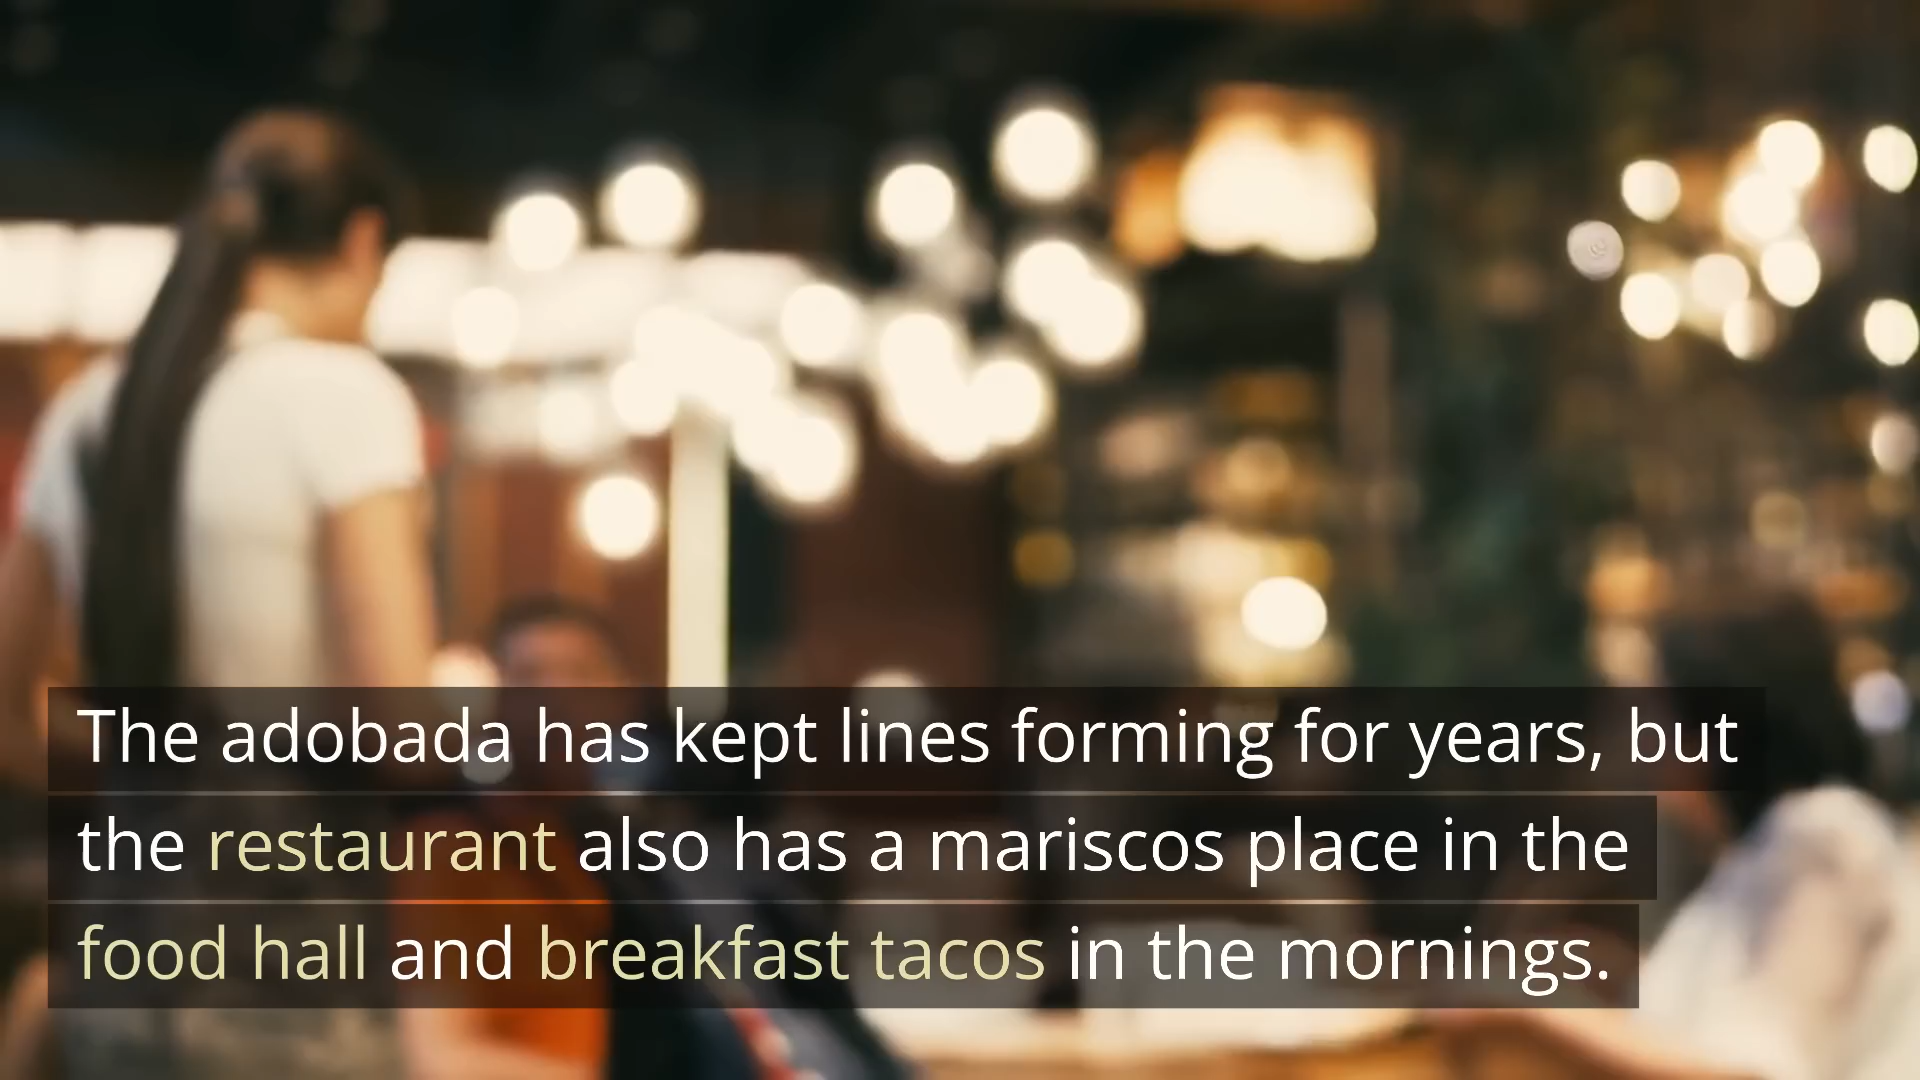 The adobada has kept lines forming for years, but
the restaurant also has a mariscos place in the
food hall and breakfast tacos in the mornings.